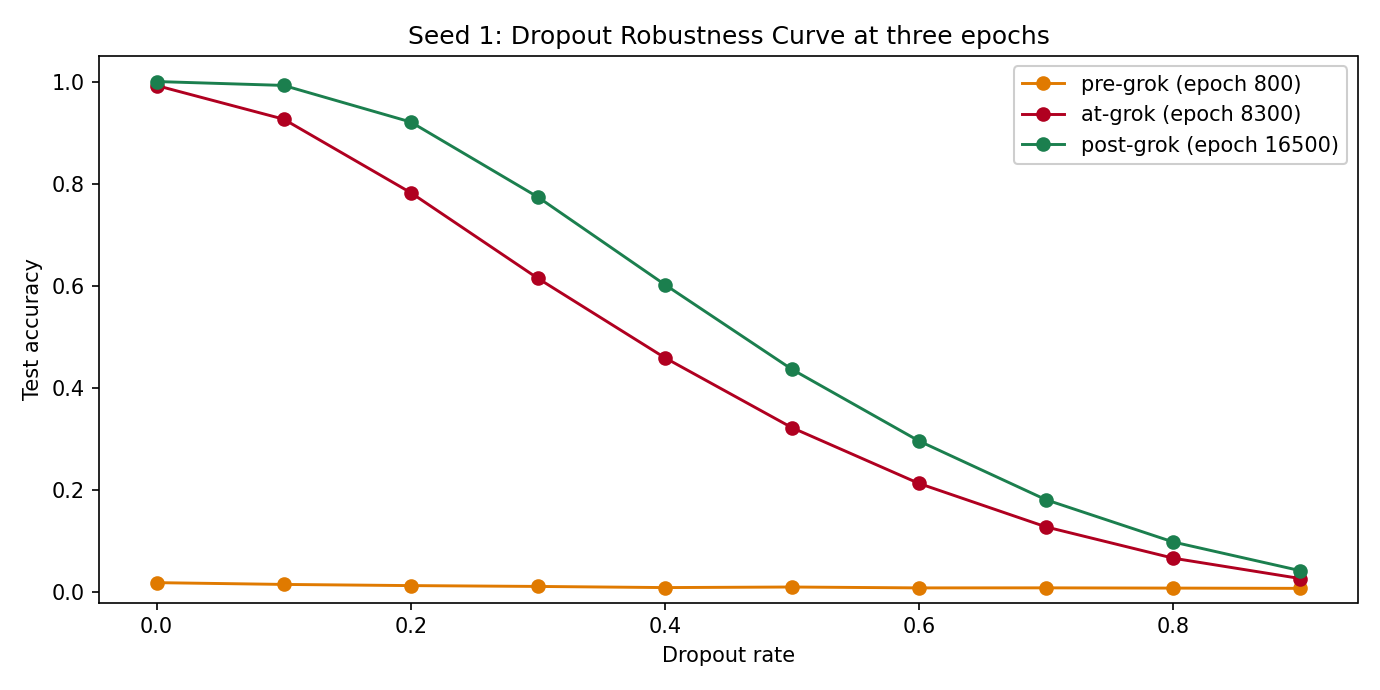 Seed 1: Dropout Robustness Curve at three epochs
pre-grok (epoch 800)
at-grok (epoch 8300)
post-grok (epoch 16500)
Test accuracy
1.0
0.8
0.6
0.4
0.2
0.0
0.0 0.2 0.4 0.6 0.8
Dropout rate